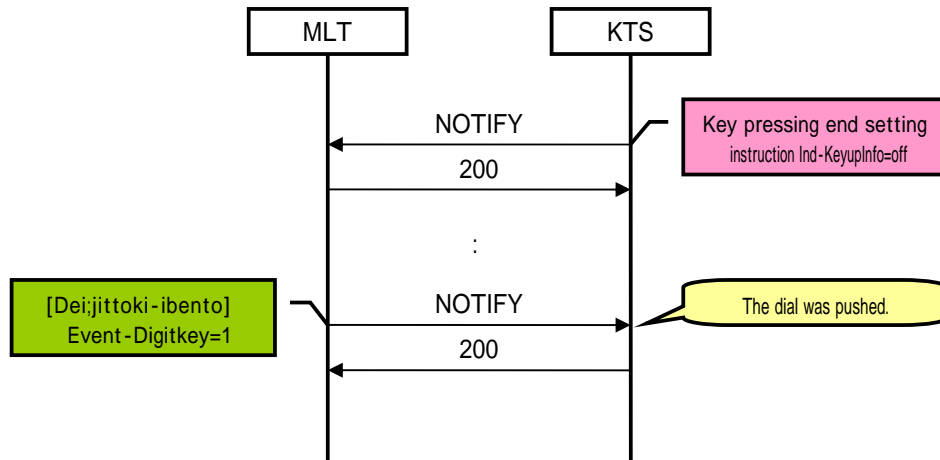 MLT
KTS
NOTIFY
Key pressing end setting
instruction Ind-KeyupInfo=off
200
:
[Dei;jittoki-ibento]
Event-Digitkey=1
NOTIFY
The dial was pushed.
200